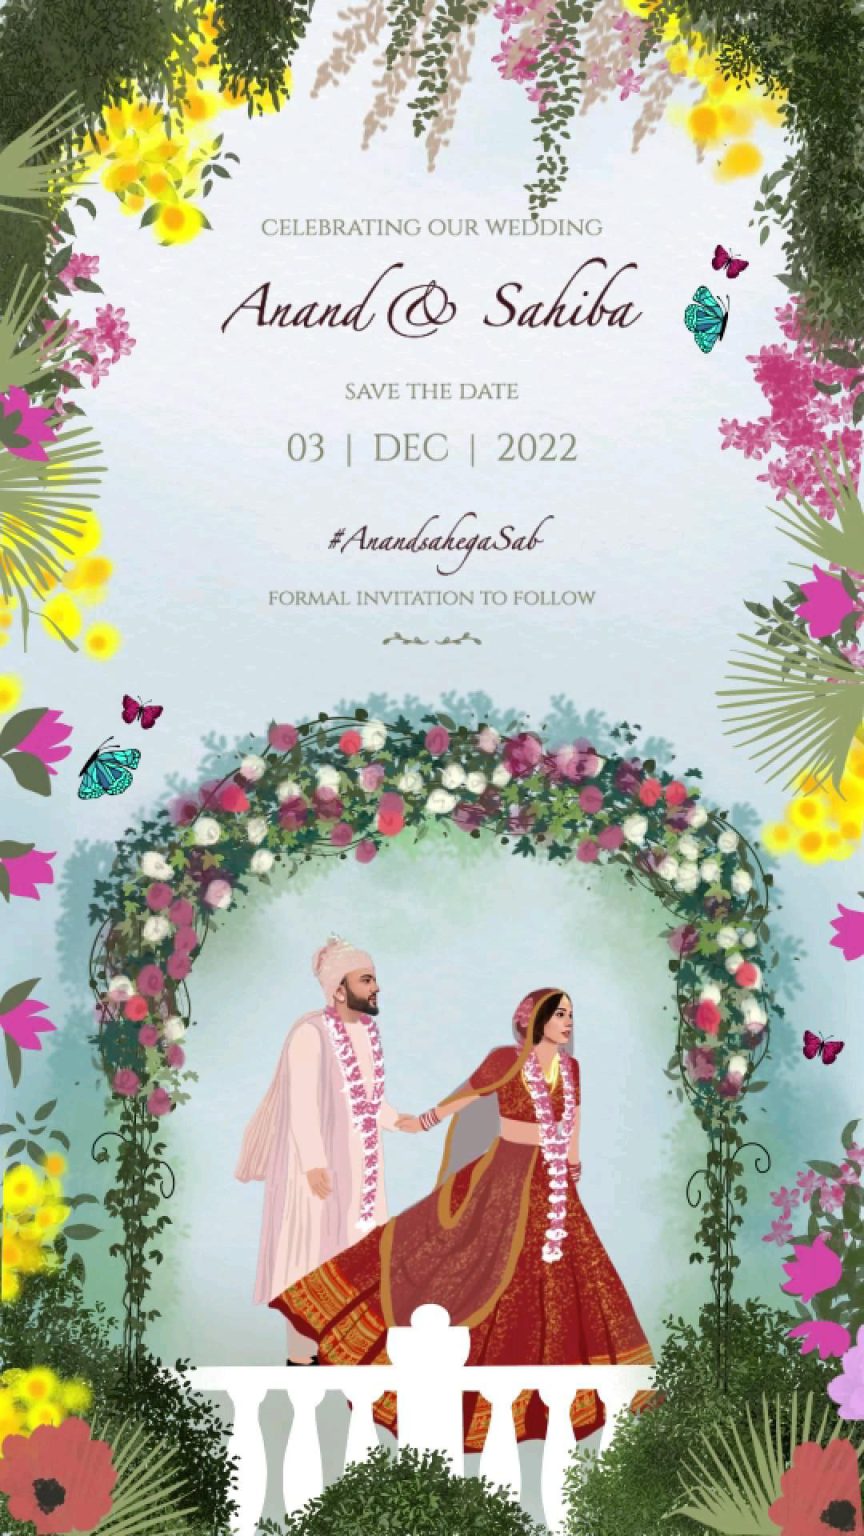 CELEBRATING OUR WEDDING
Anand & Sahiba
SAVE THE DATE
03 | DEC | 2022
#AnandsahegaSab
FORMAL INVITATION TO FOLLOW